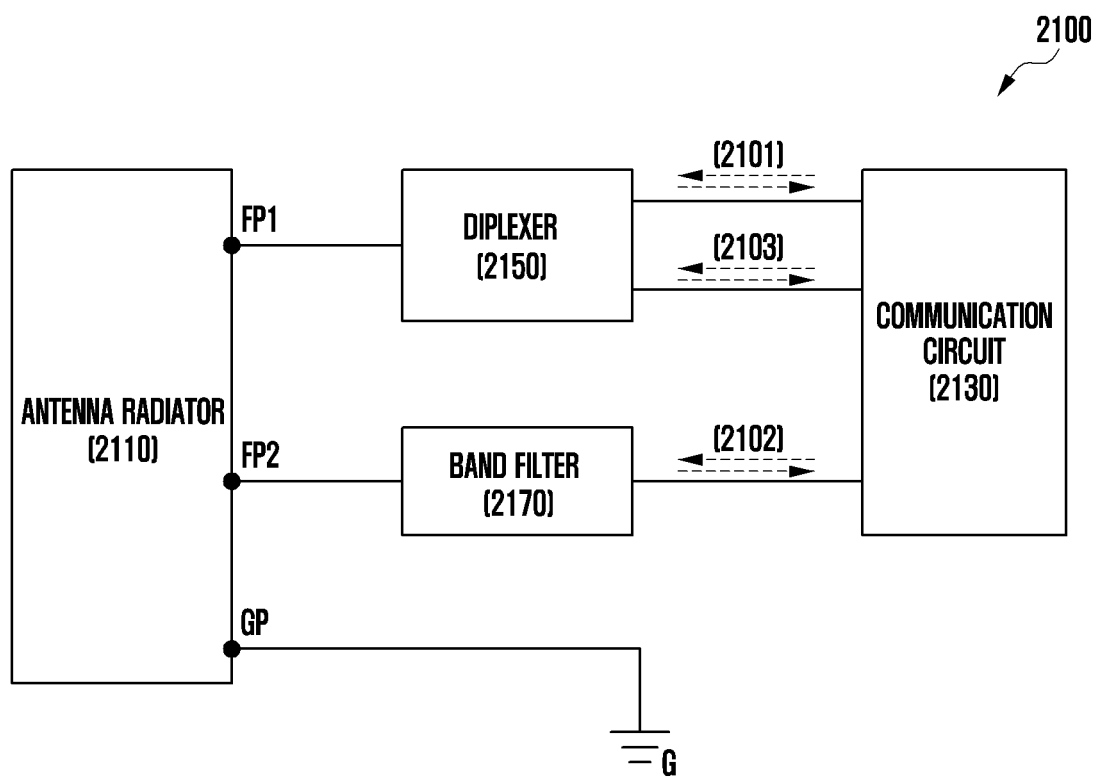 2100
(2101)
FP1
DIPLEXER
(2150)
(2103)
COMMUNICATION
CIRCUIT
(2130)
ANTENNA RADIATOR
(2110)
FP2
BAND FILTER
(2170)
(2102)
GP
G